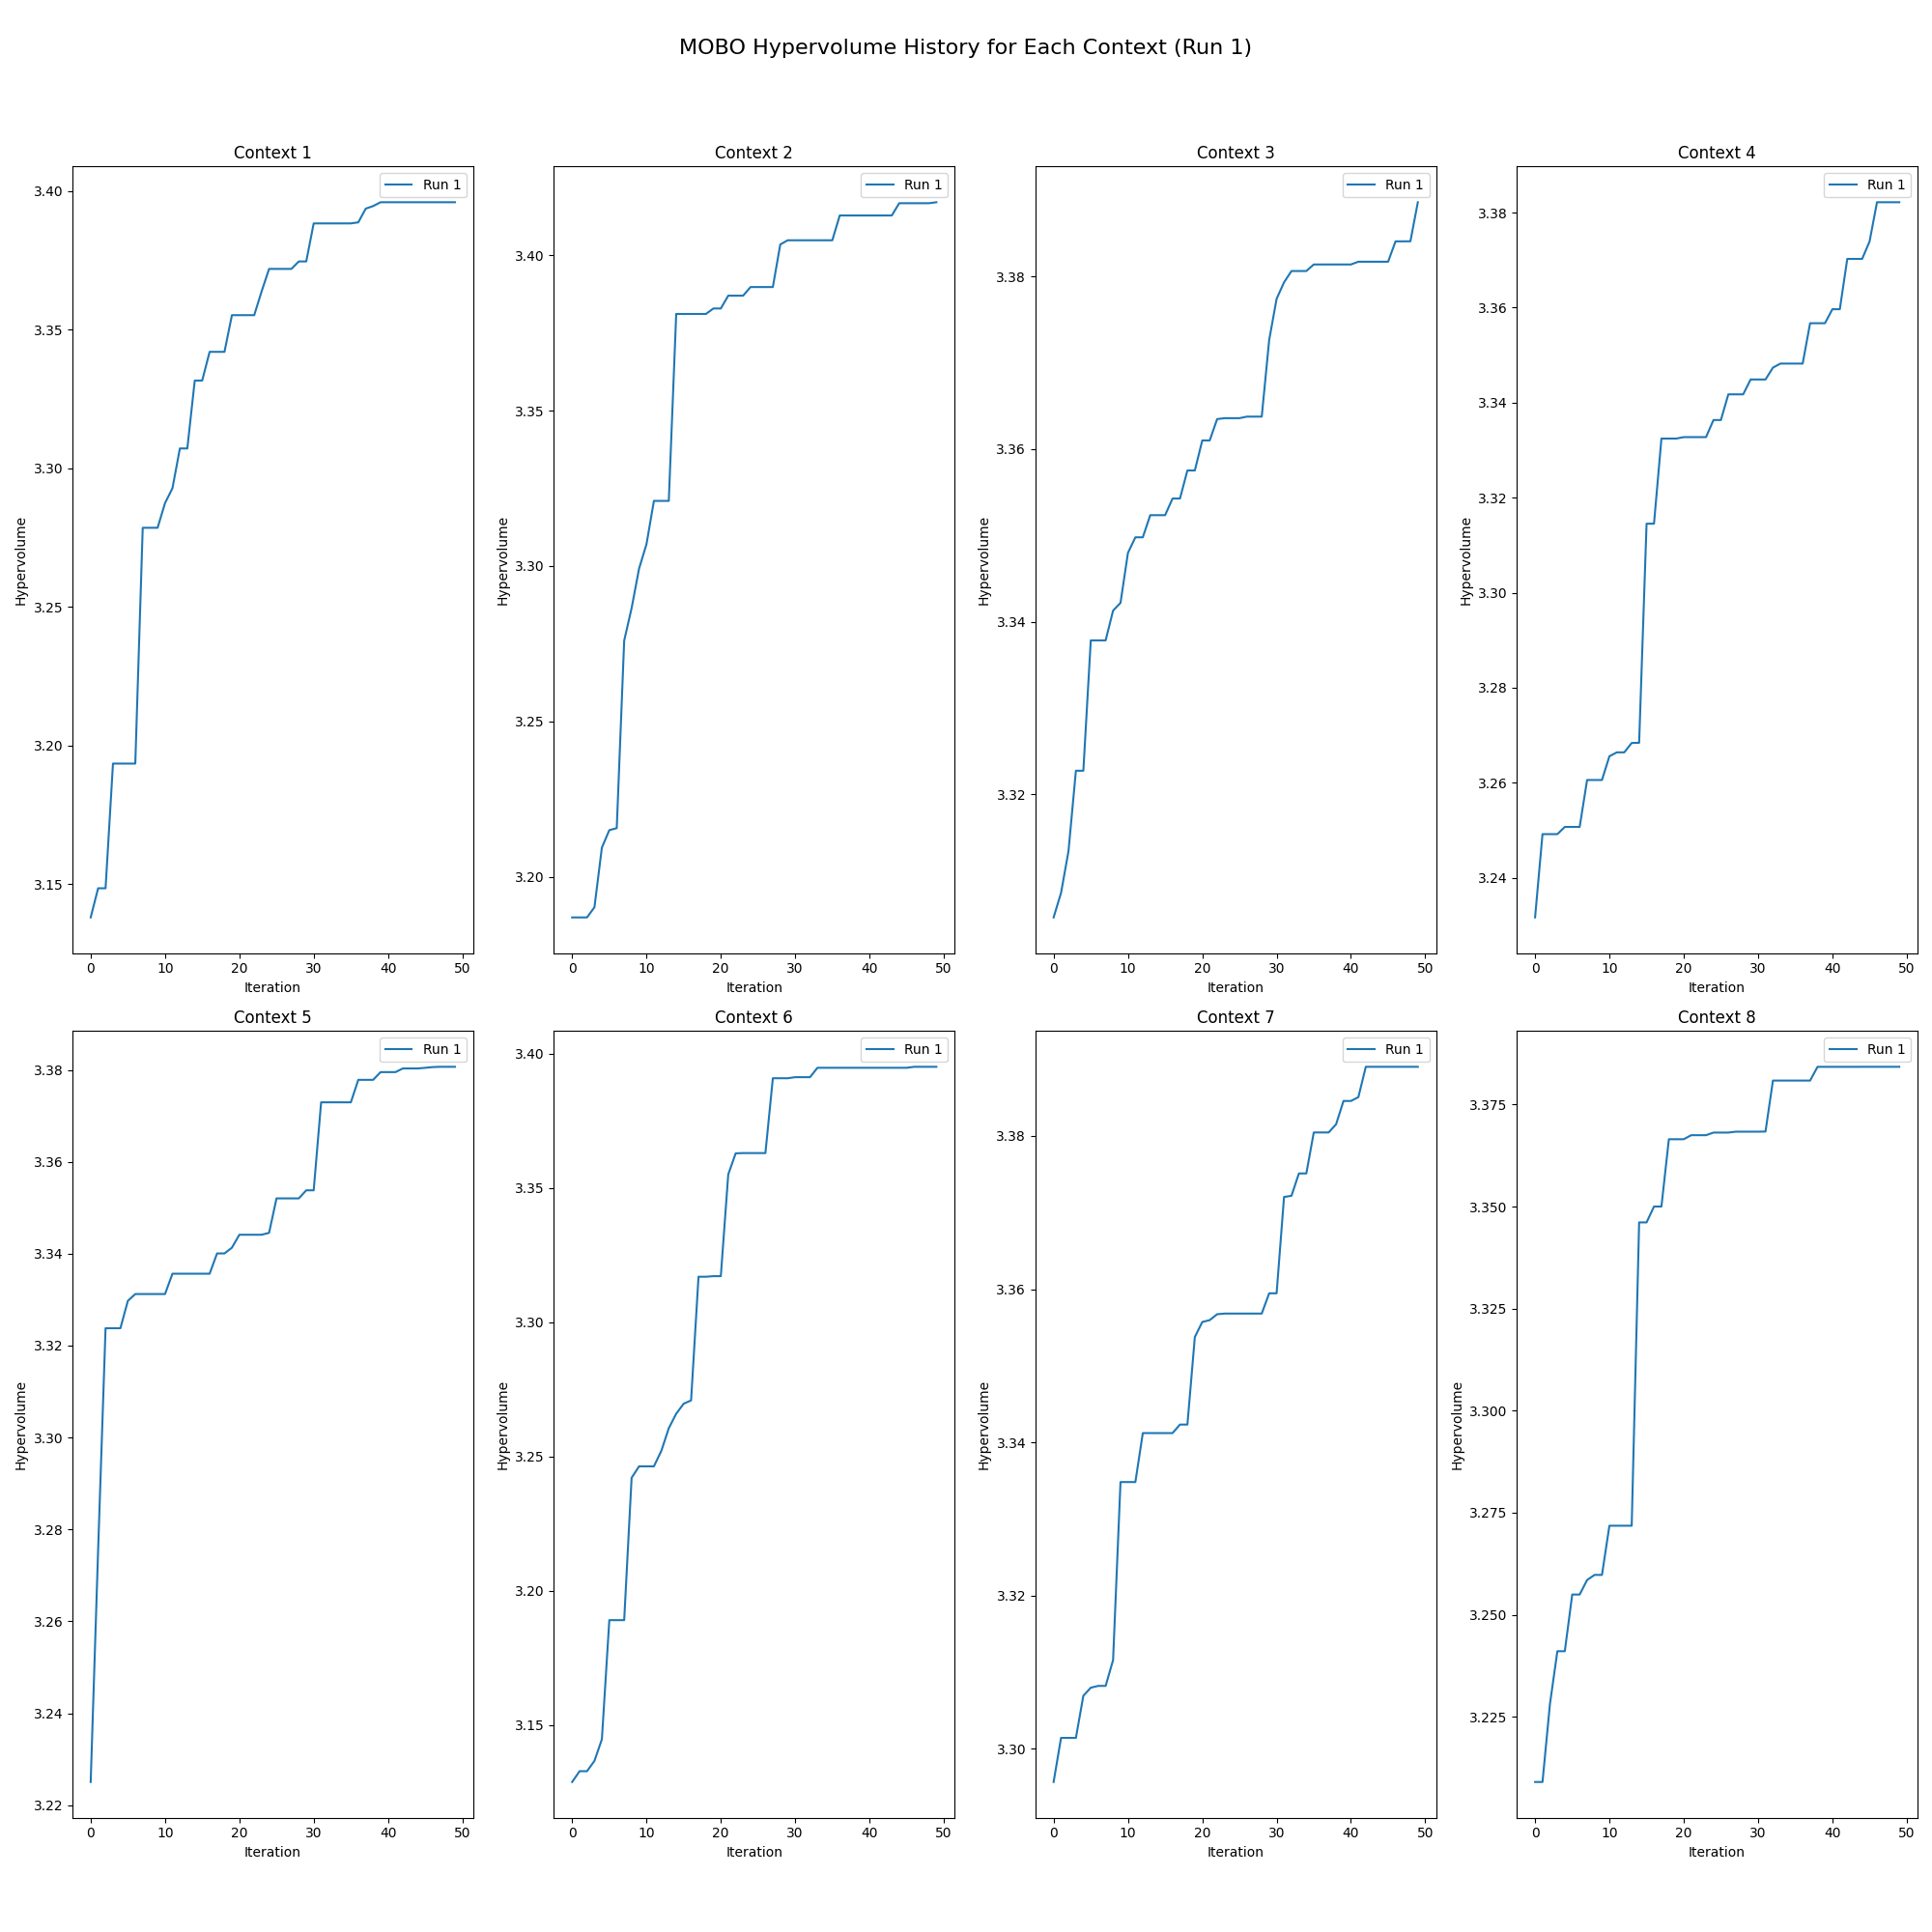 MOBO Hypervolume History for Each Context (Run 1)
Context 1
Run 1
3.40
3.35
3.30
3.25
3.20
3.15
Hypervolume
0 10 20 30 40 50
Iteration
Context 2
Run 1
3.40
3.35
3.30
3.25
3.20
Hypervolume
0 10 20 30 40 50
Iteration
Context 3
Run 1
3.38
3.36
3.34
3.32
Hypervolume
0 10 20 30 40 50
Iteration
Context 4
Run 1
3.38
3.36
3.34
3.32
3.30
3.28
3.26
3.24
Hypervolume
0 10 20 30 40 50
Iteration
Context 5
Run 1
3.38
3.36
3.34
3.32
3.30
3.28
3.26
3.24
3.22
Hypervolume
0 10 20 30 40 50
Iteration
Context 6
Run 1
3.40
3.35
3.30
3.25
3.20
3.15
Hypervolume
0 10 20 30 40 50
Iteration
Context 7
Run 1
3.38
3.36
3.34
3.32
3.30
Hypervolume
0 10 20 30 40 50
Iteration
Context 8
Run 1
3.375
3.350
3.325
3.300
3.275
3.250
3.225
Hypervolume
0 10 20 30 40 50
Iteration